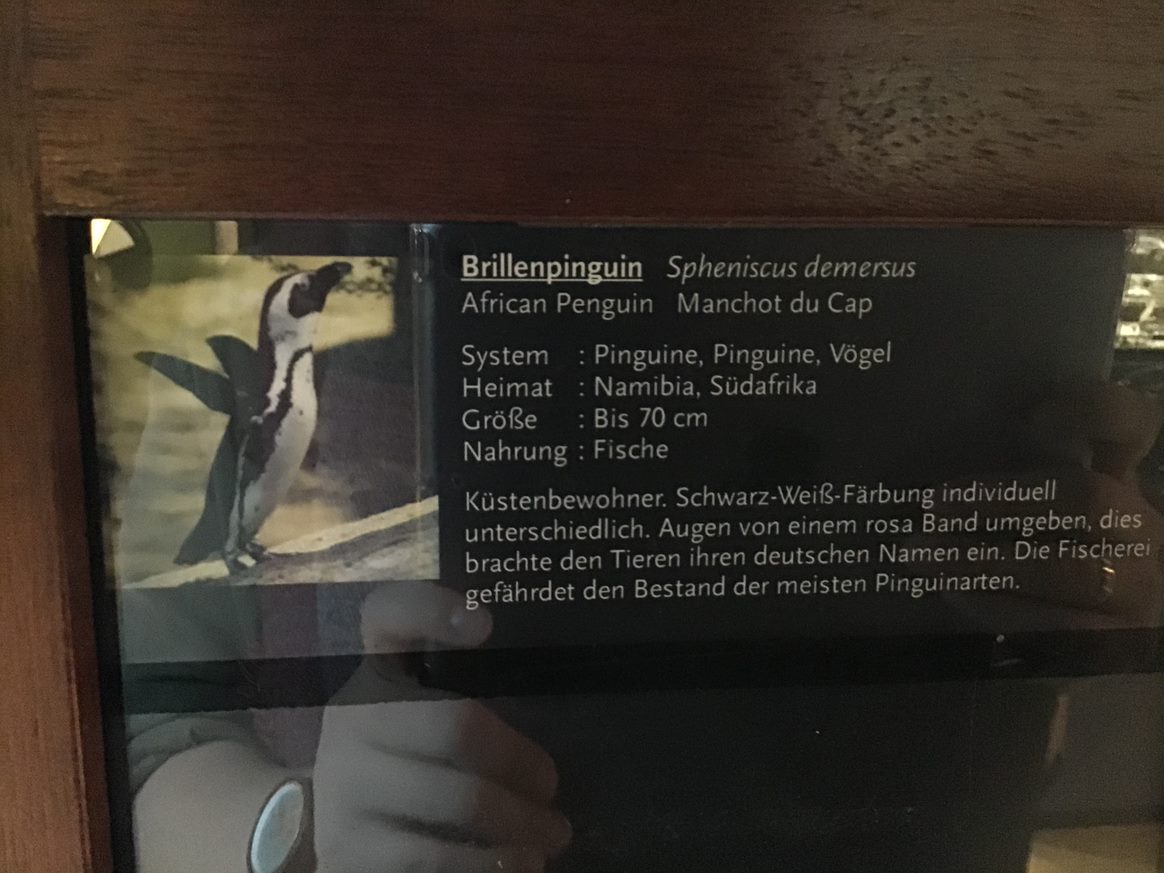 Brillenpinguin Spheniscus demersus
African Penguin Manchot du Cap
System : Pinguine, Pinguine, Vögel
Heimat : Namibia, Südafrika
Größe : Bis 70 cm
Nahrung : Fische
Küstenbewohner. Schwarz-Weiß-Färbung individuell
unterschiedlich. Augen von einem rosa Band umgeben, dies
brachte den Tieren ihren deutschen Namen ein. Die Fischerei
gefährdet den Bestand der meisten Pinguinarten.